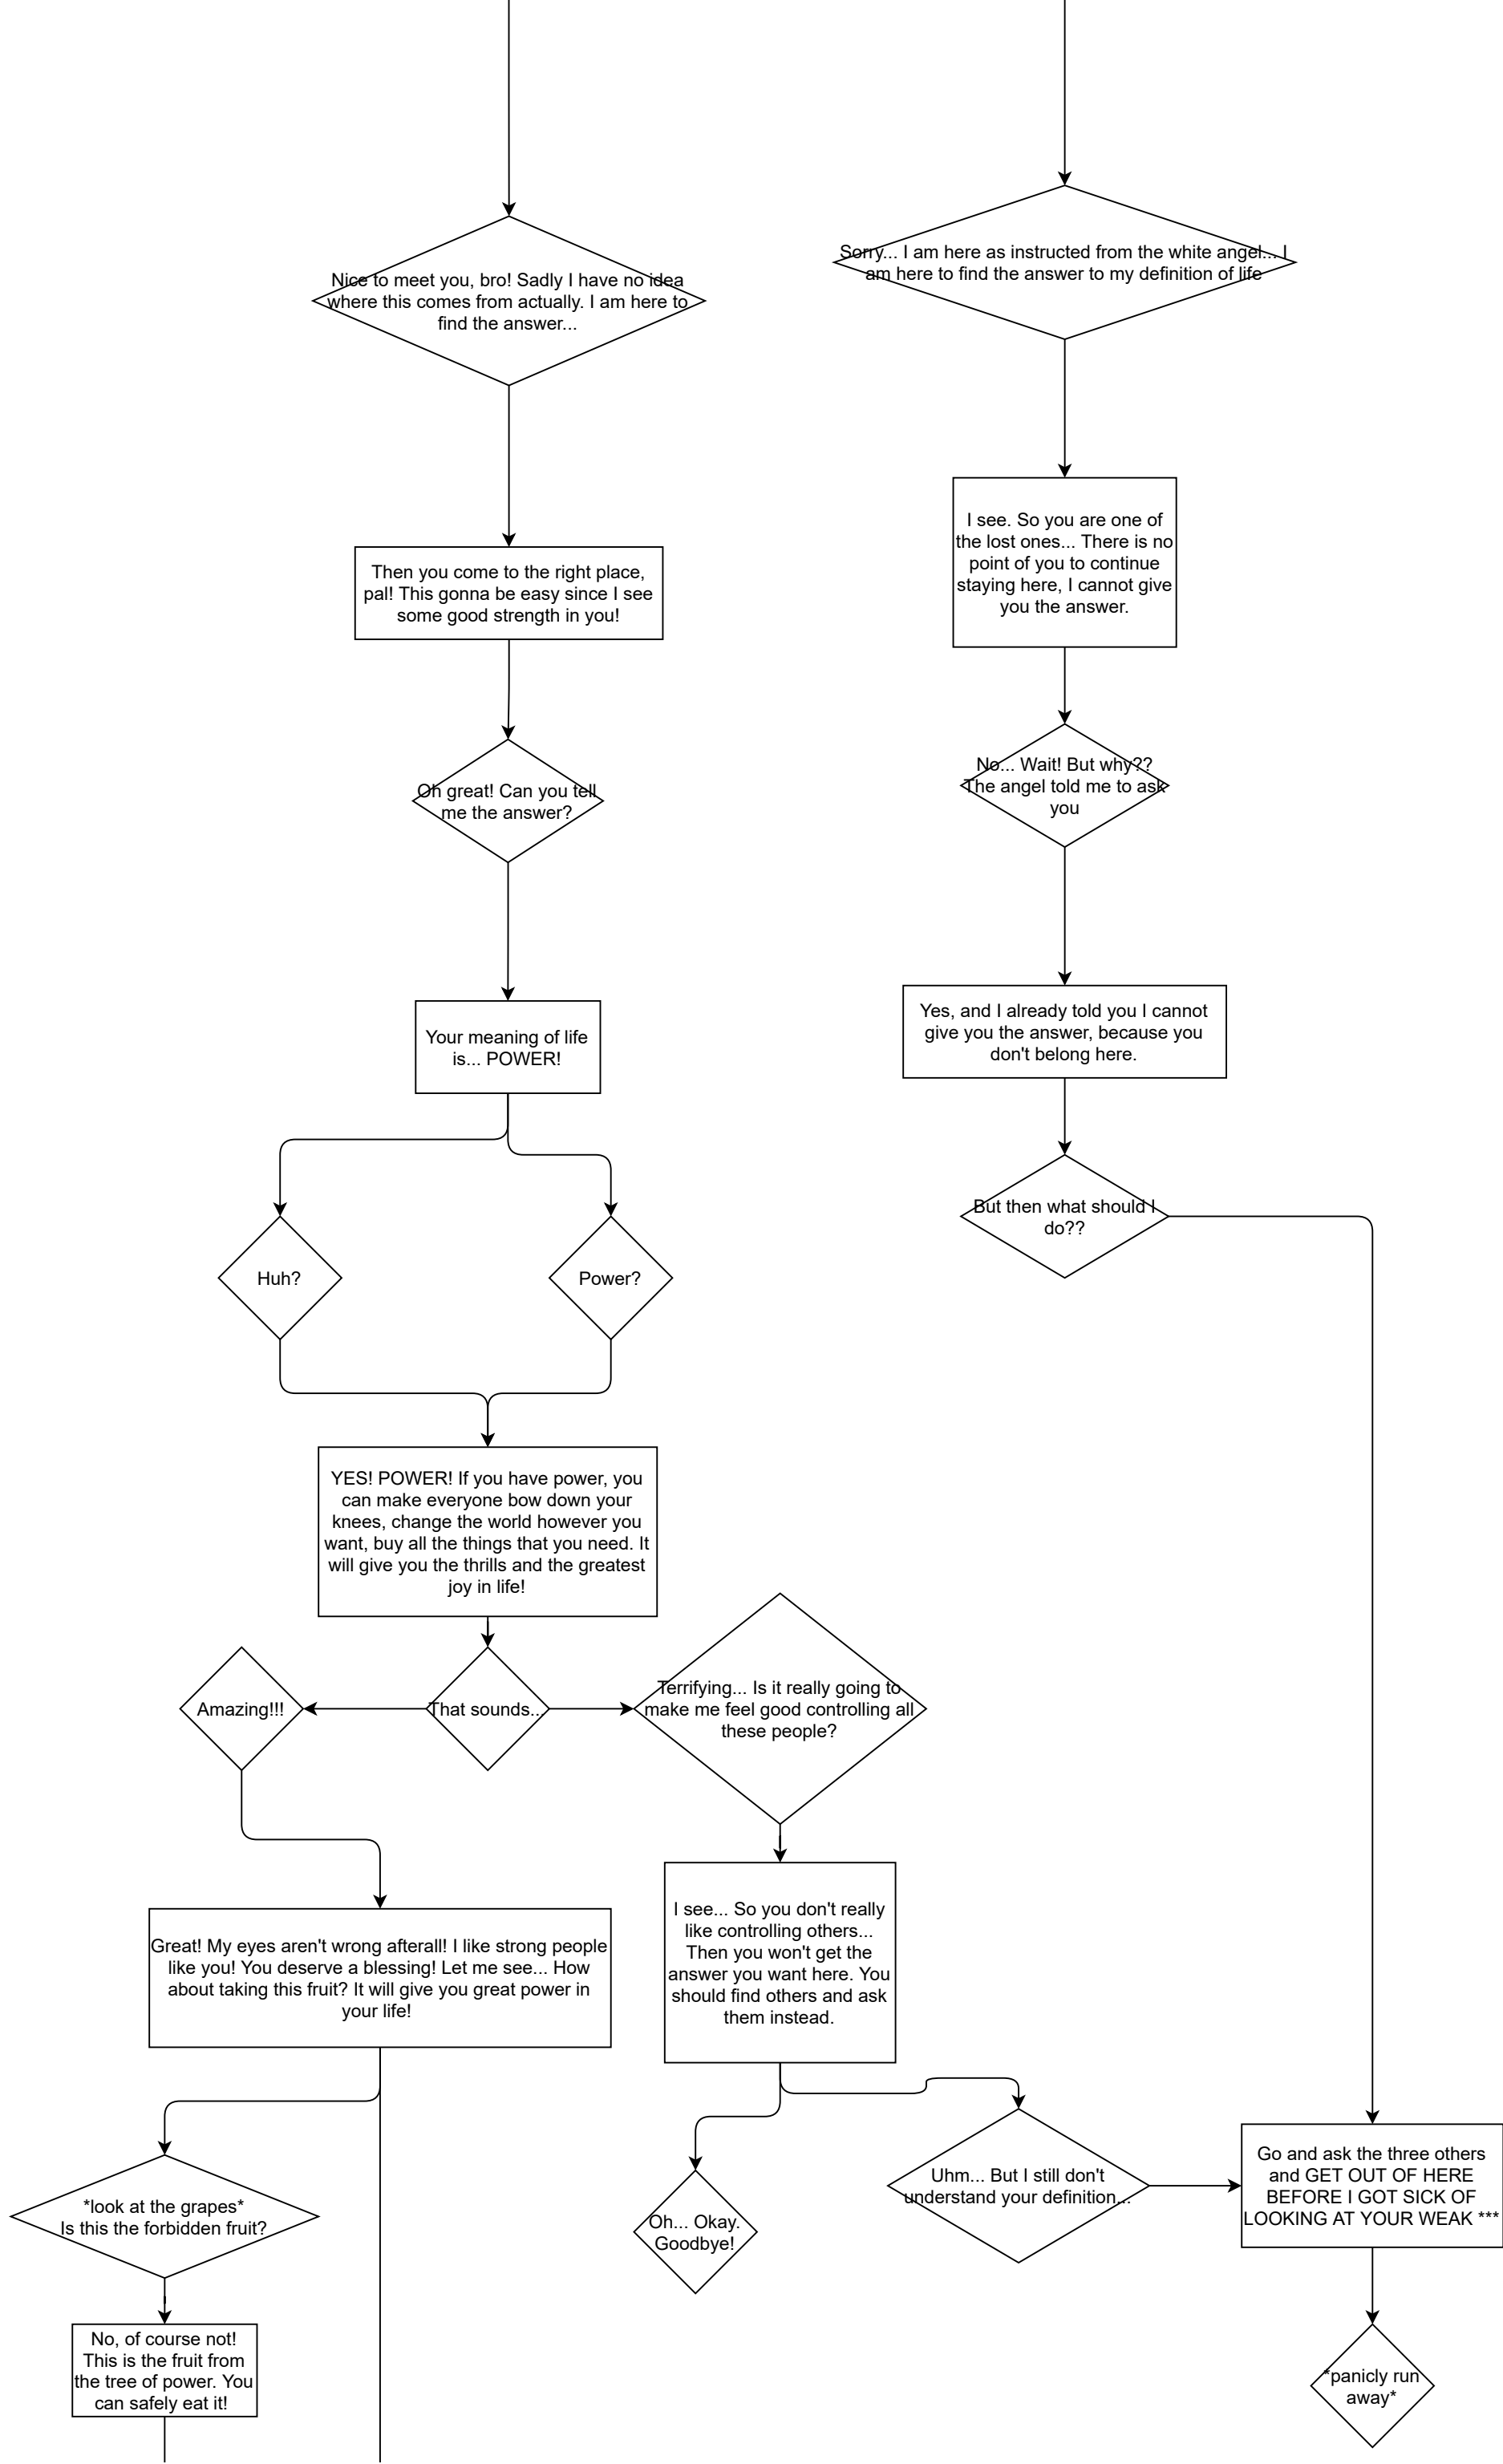 Sorry... I am here as instructed from the white angel... I
am here to find the answer to my definition of life
Nice to meet you, bro! Sadly I have no idea
where this comes from actually. I am here to
find the answer...
I see. So you are one of
the lost ones... There is no
point of you to continue
staying here, I cannot give
you the answer.
Then you come to the right place,
pal! This gonna be easy since I see
some good strength in you!
No... Wait! But why??
The angel told me to ask
you
Oh great! Can you tell
me the answer?
Yes, and I already told you I cannot
give you the answer, because you
don't belong here.
Your meaning of life
is... POWER!
But then what should I
do??
Huh?
Power?
YES! POWER! If you have power, you
can make everyone bow down your
knees, change the world however you
want, buy all the things that you need. It
will give you the thrills and the greatest
joy in life!
Amazing!!!
That sounds...
Terrifying... Is it really going to
make me feel good controlling all
these people?
Great! My eyes aren't wrong afterall! I like strong people
like you! You deserve a blessing! Let me see... How
about taking this fruit? It will give you great power in
your life!
I see... So you don't really
like controlling others...
Then you won't get the
answer you want here. You
should find others and ask
them instead.
*look at the grapes*
Is this the forbidden fruit?
Oh... Okay.
Goodbye!
Uhm... But I still don't
understand your definition...
Go and ask the three others
and GET OUT OF HERE
BEFORE I GOT SICK OF
LOOKING AT YOUR WEAK ***
No, of course not!
This is the fruit from
the tree of power. You
can safely eat it!
*panicly run
away*